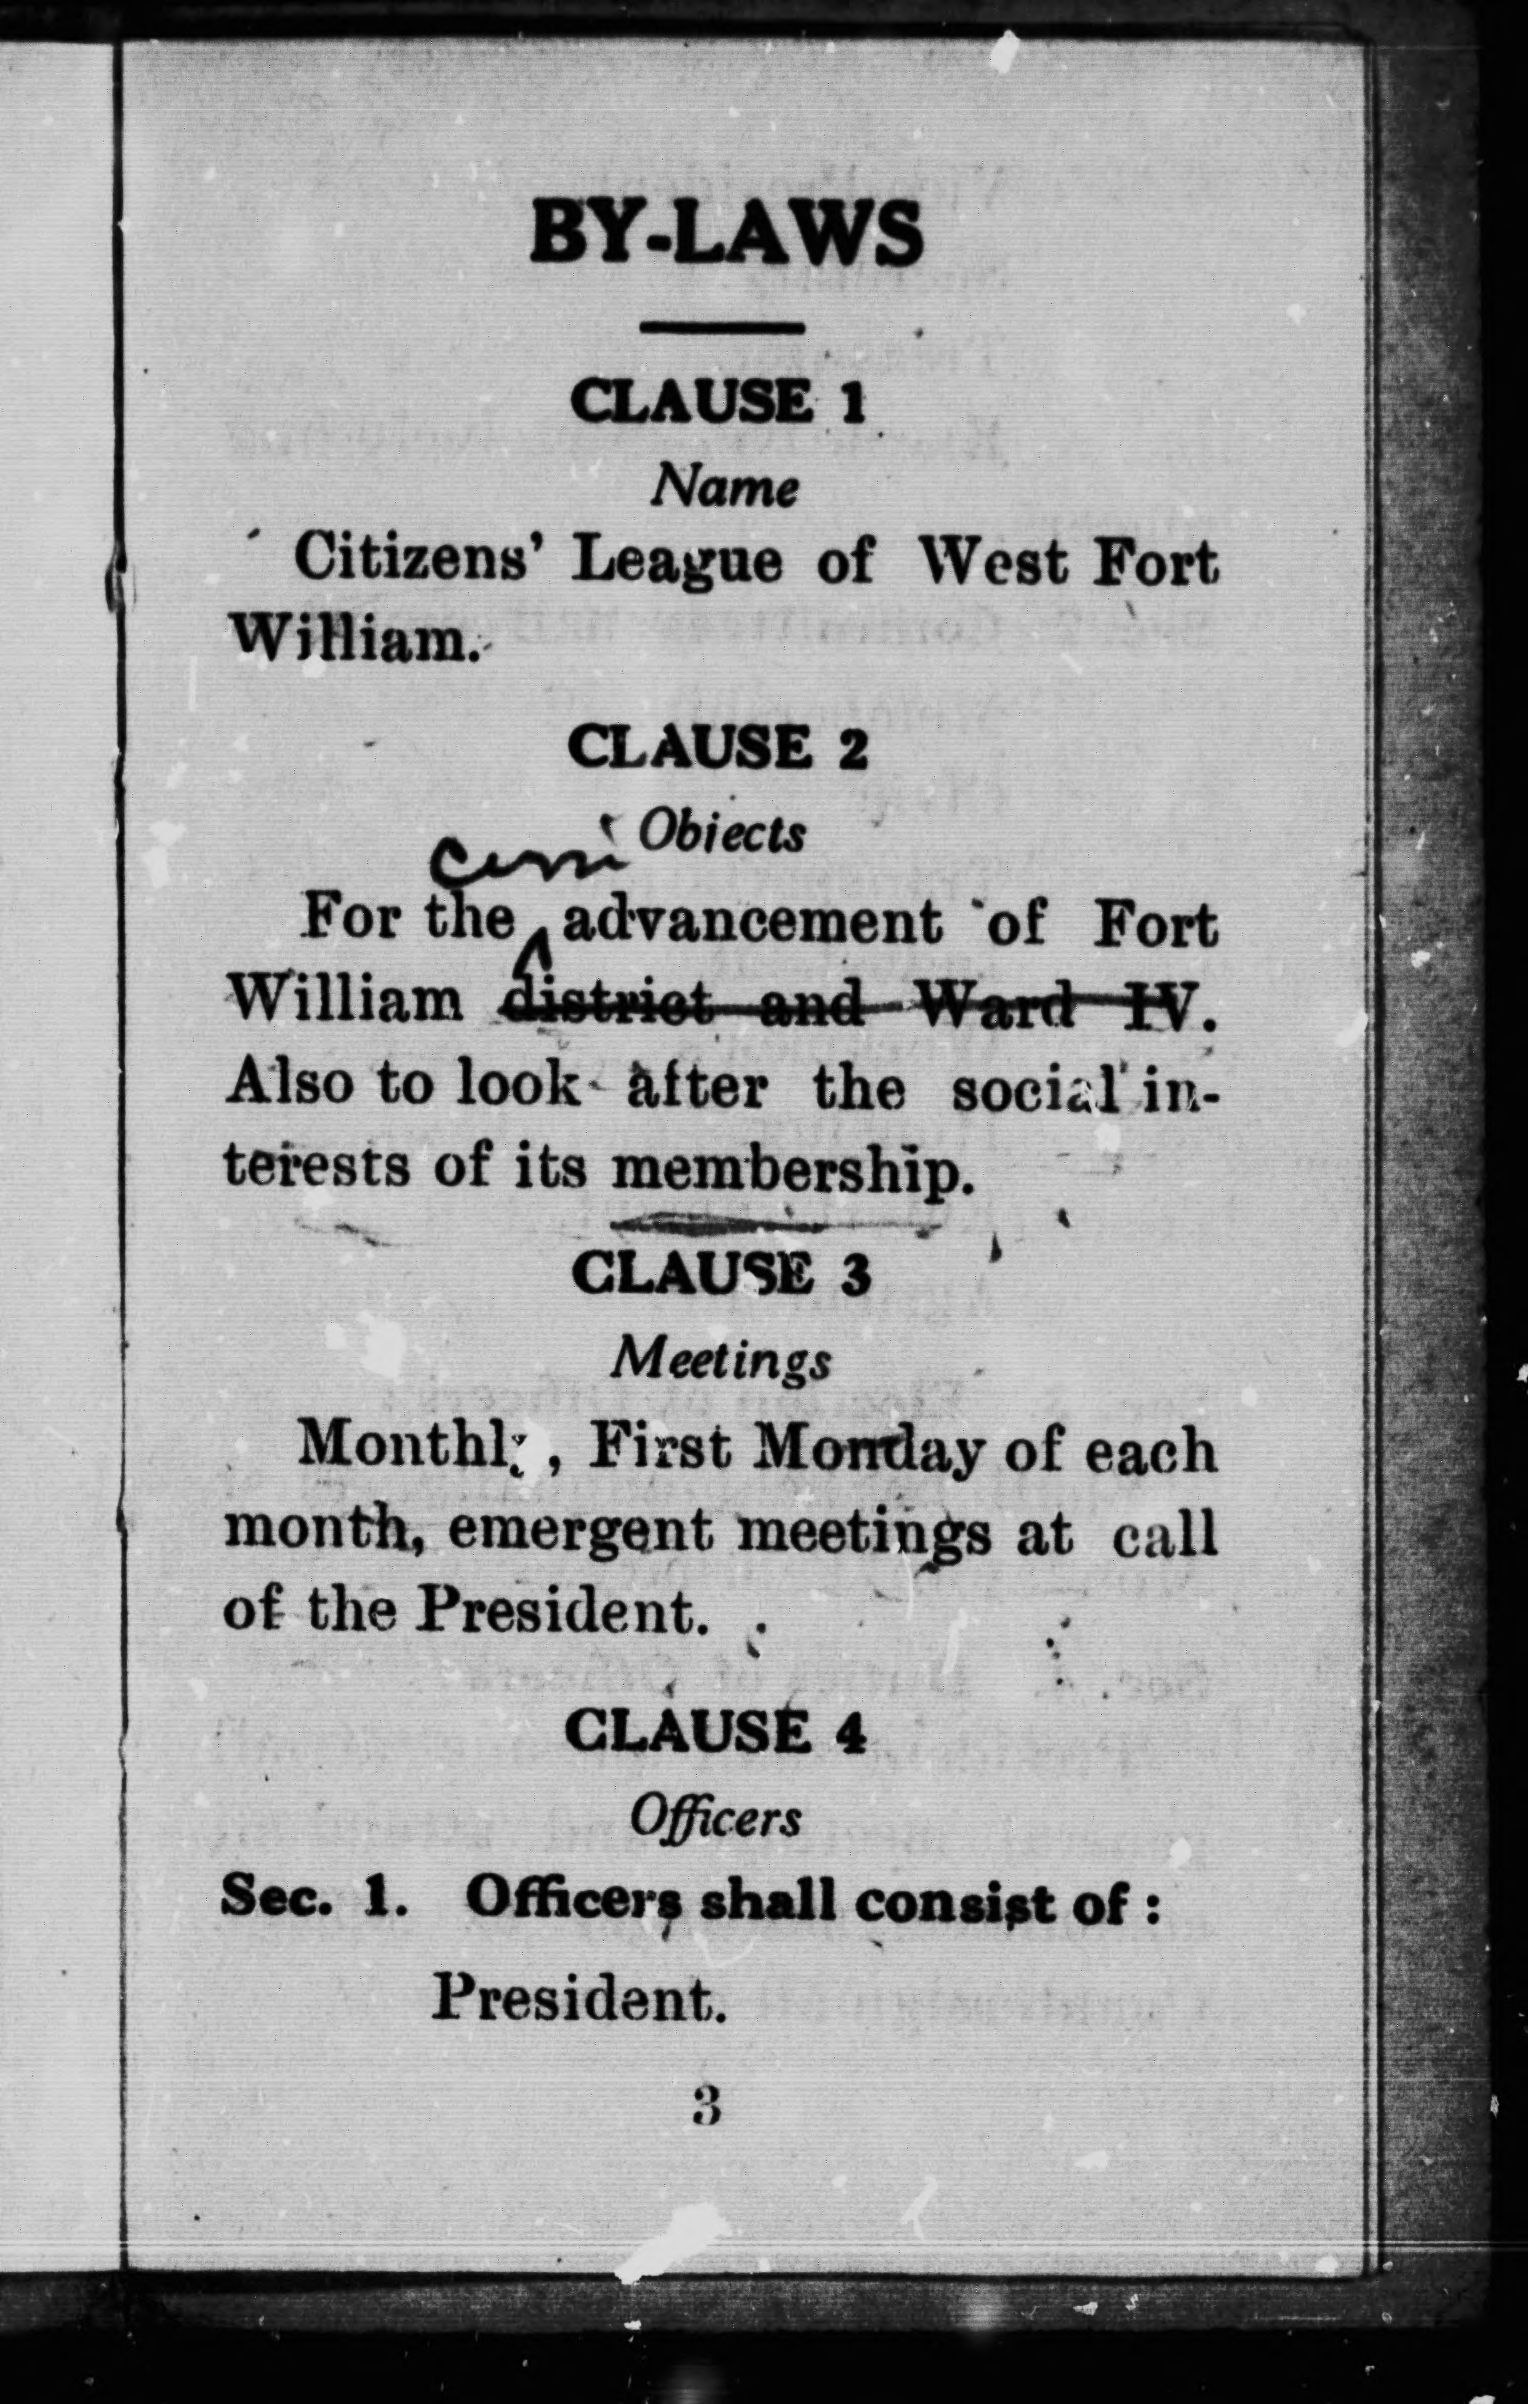 BY-LAWS
CLAUSE 1
Name
Citizens' League of West Fort
William.
CLAUSE 2
Objects
For the advancement of Fort
William district and Ward IV.
Also to look after the social in-
terests of its membership.
CLAUSE 3
Meetings
Monthly, First Monday of each
month, emergent meetings at call
of the President.
CLAUSE 4
Officers
Sec. 1. Officers shall consist of :
President.
3